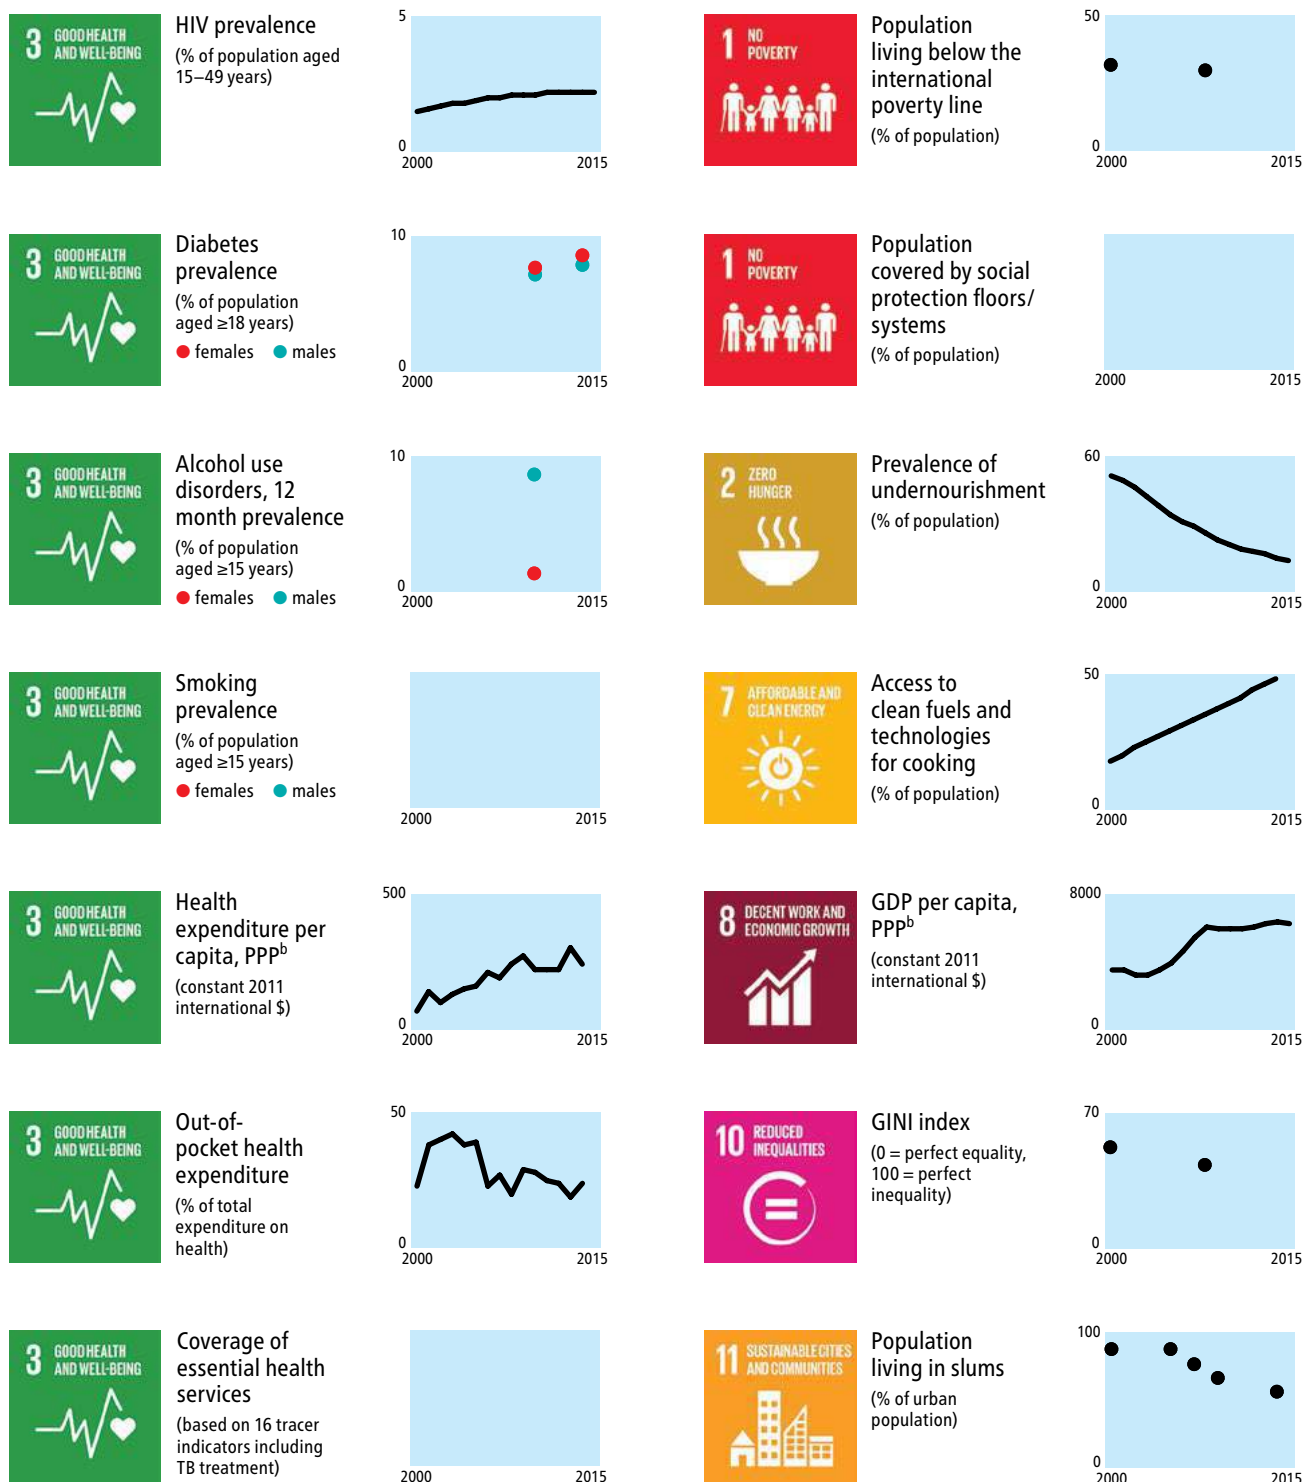 3 GOOD HEALTH
AND WELL-BEING
HIV prevalence
(% of population aged
15–49 years)
5
0
2000 2015
1 NO
POVERTY
Population
living below the
international
poverty line
(% of population)
50
0
2000 2015
3 GOOD HEALTH
AND WELL-BEING
Diabetes
prevalence
(% of population
aged ≥18 years)
females males
10
0
2000 2015
1 NO
POVERTY
Population
covered by social
protection floors/
systems
(% of population)
2000 2015
3 GOOD HEALTH
AND WELL-BEING
Alcohol use
disorders, 12
month prevalence
(% of population
aged ≥15 years)
females males
10
0
2000 2015
2 ZERO
HUNGER
Prevalence of
undernourishment
(% of population)
60
0
2000 2015
3 GOOD HEALTH
AND WELL-BEING
Smoking
prevalence
(% of population
aged ≥15 years)
females males
2000 2015
7 AFFORDABLE AND
CLEAN ENERGY
Access to
clean fuels and
technologies
for cooking
(% of population)
50
0
2000 2015
3 GOOD HEALTH
AND WELL-BEING
Health
expenditure per
capita, PPPb
(constant 2011
international $)
500
0
2000 2015
8 DECENT WORK AND
ECONOMIC GROWTH
GDP per capita,
PPPb
(constant 2011
international $)
8000
0
2000 2015
3 GOOD HEALTH
AND WELL-BEING
Out-of-
pocket health
expenditure
(% of total
expenditure on
health)
50
0
2000 2015
10 REDUCED
INEQUALITIES
GINI index
(0 = perfect equality,
100 = perfect
inequality)
70
0
2000 2015
3 GOOD HEALTH
AND WELL-BEING
Coverage of
essential health
services
(based on 16 tracer
indicators including
TB treatment)
2000 2015
11 SUSTAINABLE CITIES
AND COMMUNITIES
Population
living in slums
(% of urban
population)
100
0
2000 2015